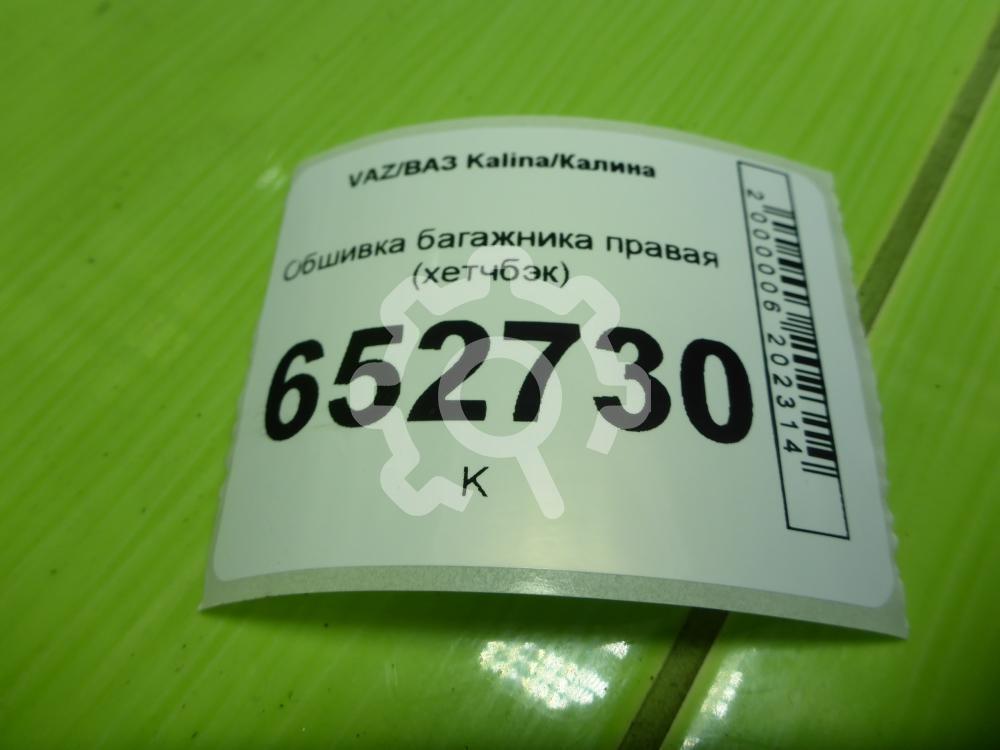 VAZ/ВАЗ Kalina/Калина
Обшивка багажника правая
(хетчбэк)
652730
К
2000006202314